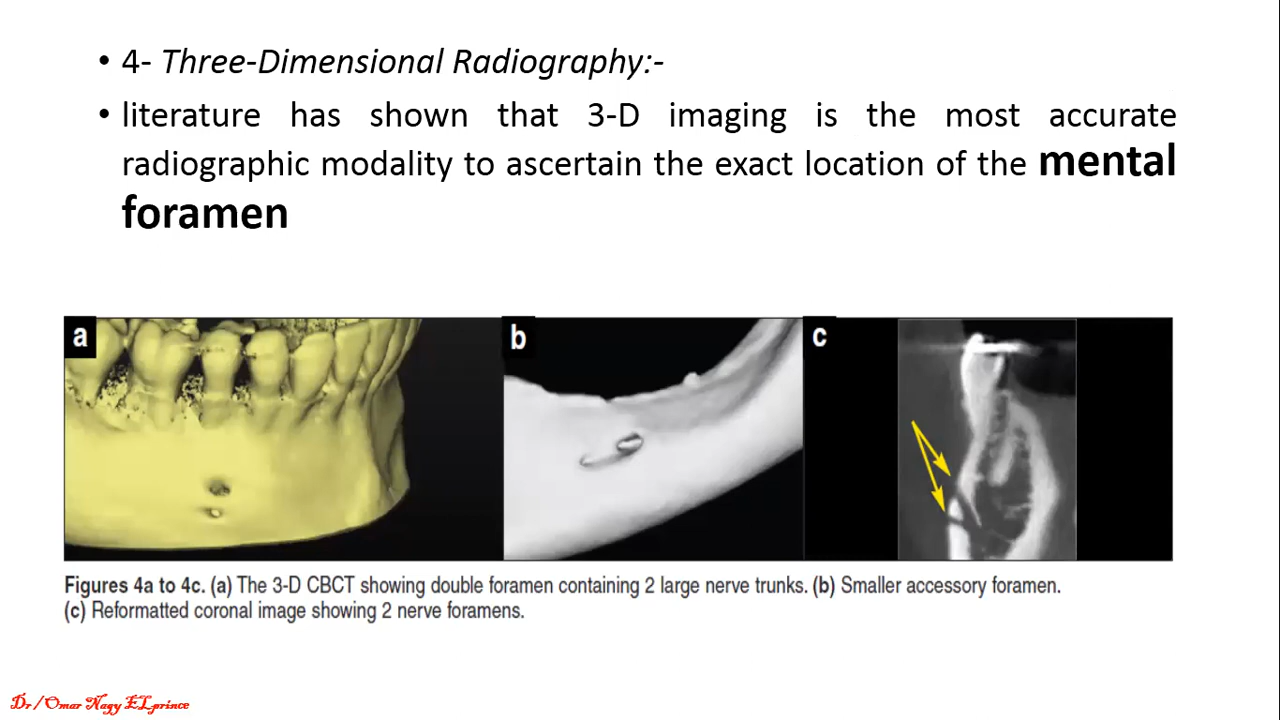 • 4- Three-Dimensional Radiography:-
• literature has shown that 3-D imaging is the most accurate
radiographic modality to ascertain the exact location of the mental
foramen
a
b
c
Figures 4a to 4c. (a) The 3-D CBCT showing double foramen containing 2 large nerve trunks. (b) Smaller accessory foramen.
(c) Reformatted coronal image showing 2 nerve foramens.
Dr/Omar Nagy ELprince